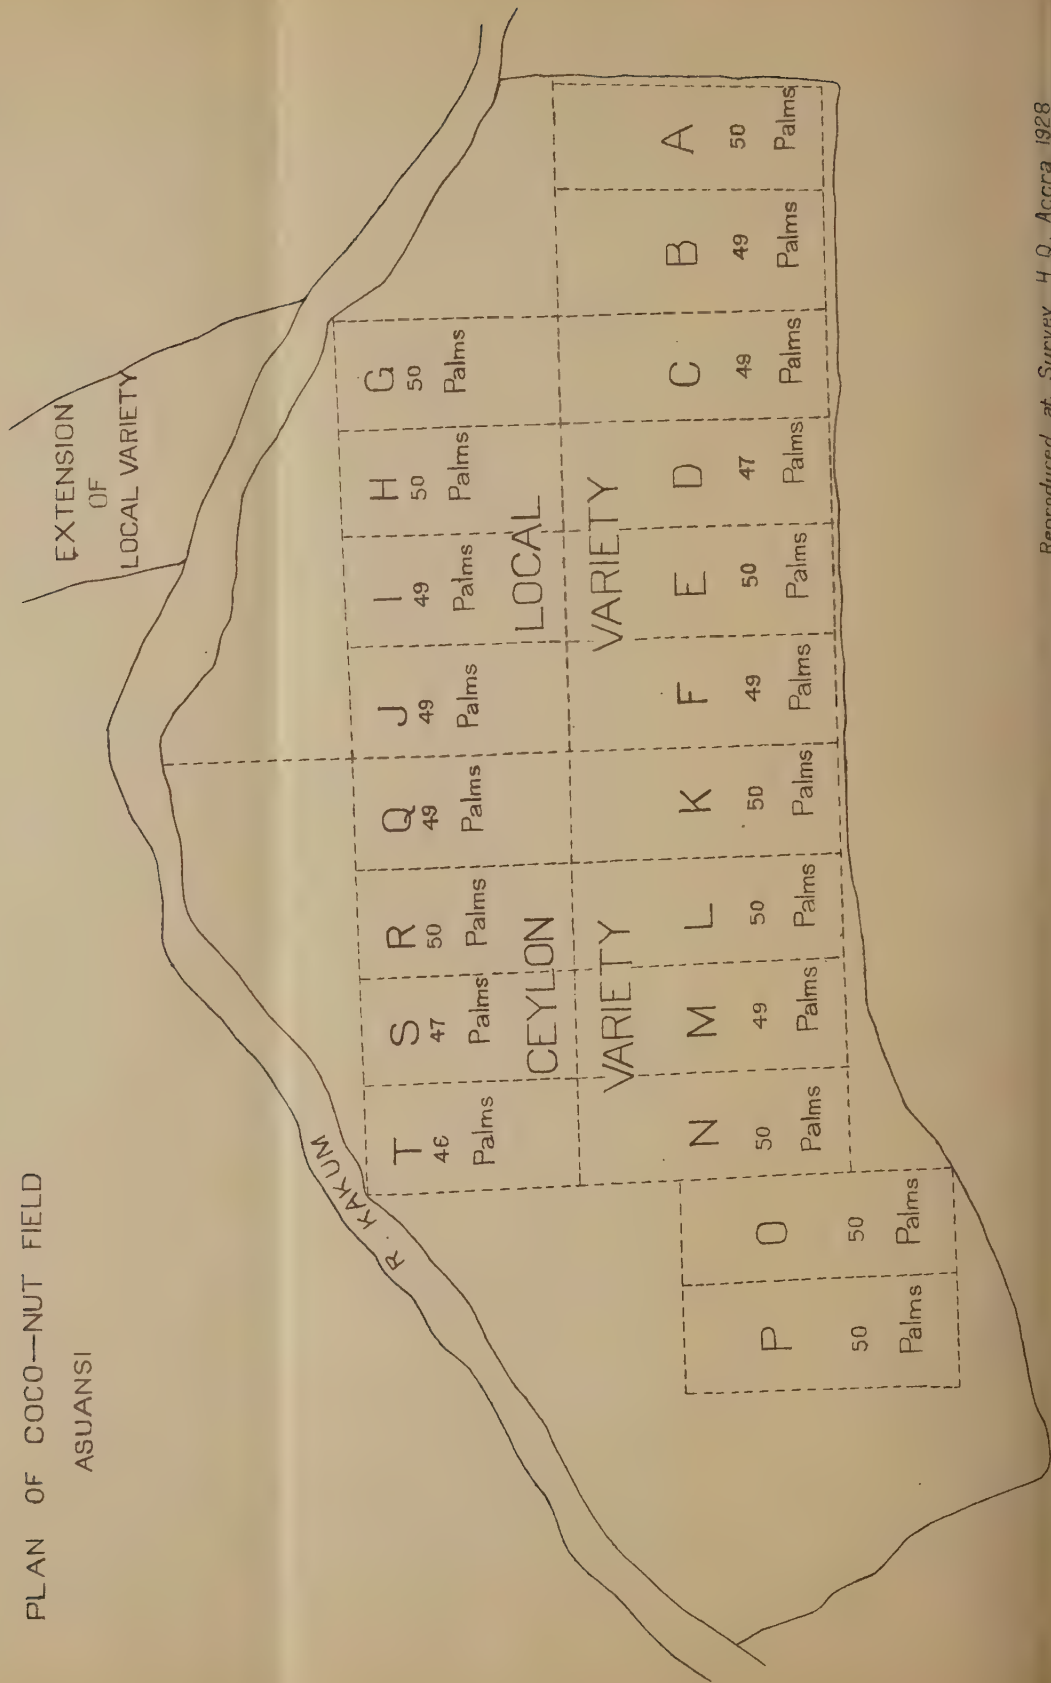 PLAN OF COCO—NUT FIELD
ASUANSI
EXTENSION
OF
LOCAL VARIETY
R. KAKUM
T S R Q J I H G
46 47 50 49 49 49 50 50
Palms Palms Palms Palms Palms Palms Palms Palms
CEYLON LOCAL
VARIETY VARIETY
N M L K F E D C B A
50 49 50 50 49 50 47 49 49 50
Palms Palms Palms Palms Palms Palms Palms Palms Palms Palms
P O
50 50
Palms Palms
Reproduced at Survey H.Q. Accra 1928